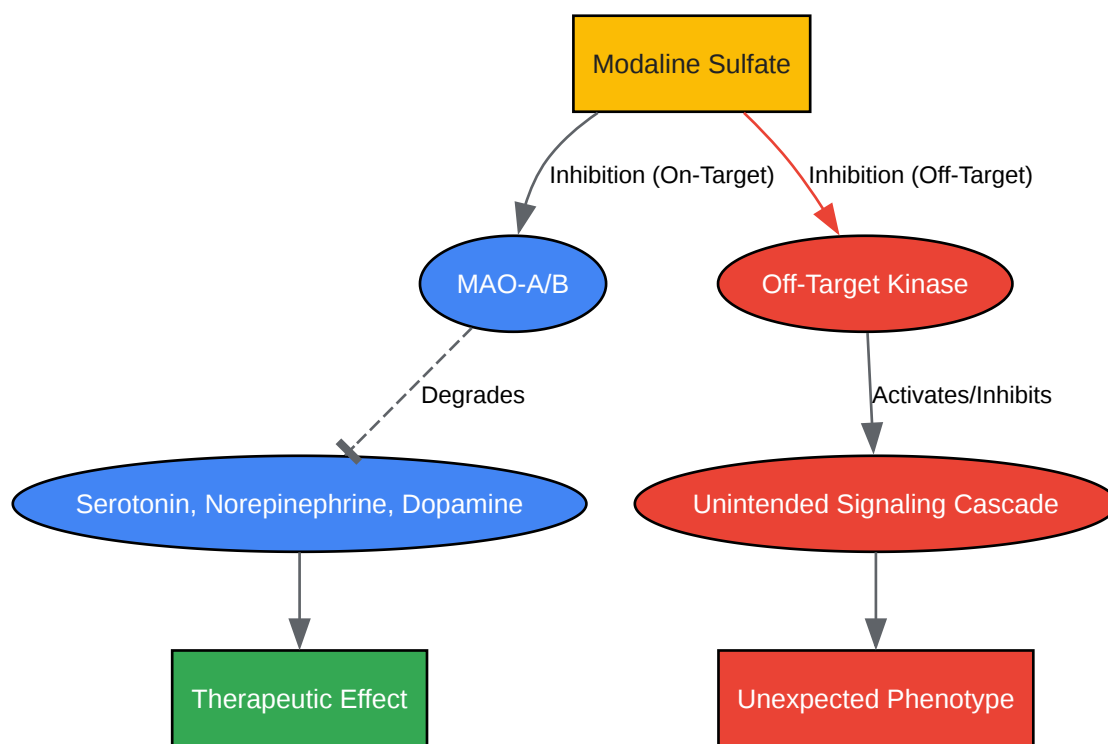 Modaline Sulfate
Inhibition (On-Target)
Inhibition (Off-Target)
MAO-A/B
Off-Target Kinase
Degrades
Activates/Inhibits
Serotonin, Norepinephrine, Dopamine
Unintended Signaling Cascade
Therapeutic Effect
Unexpected Phenotype